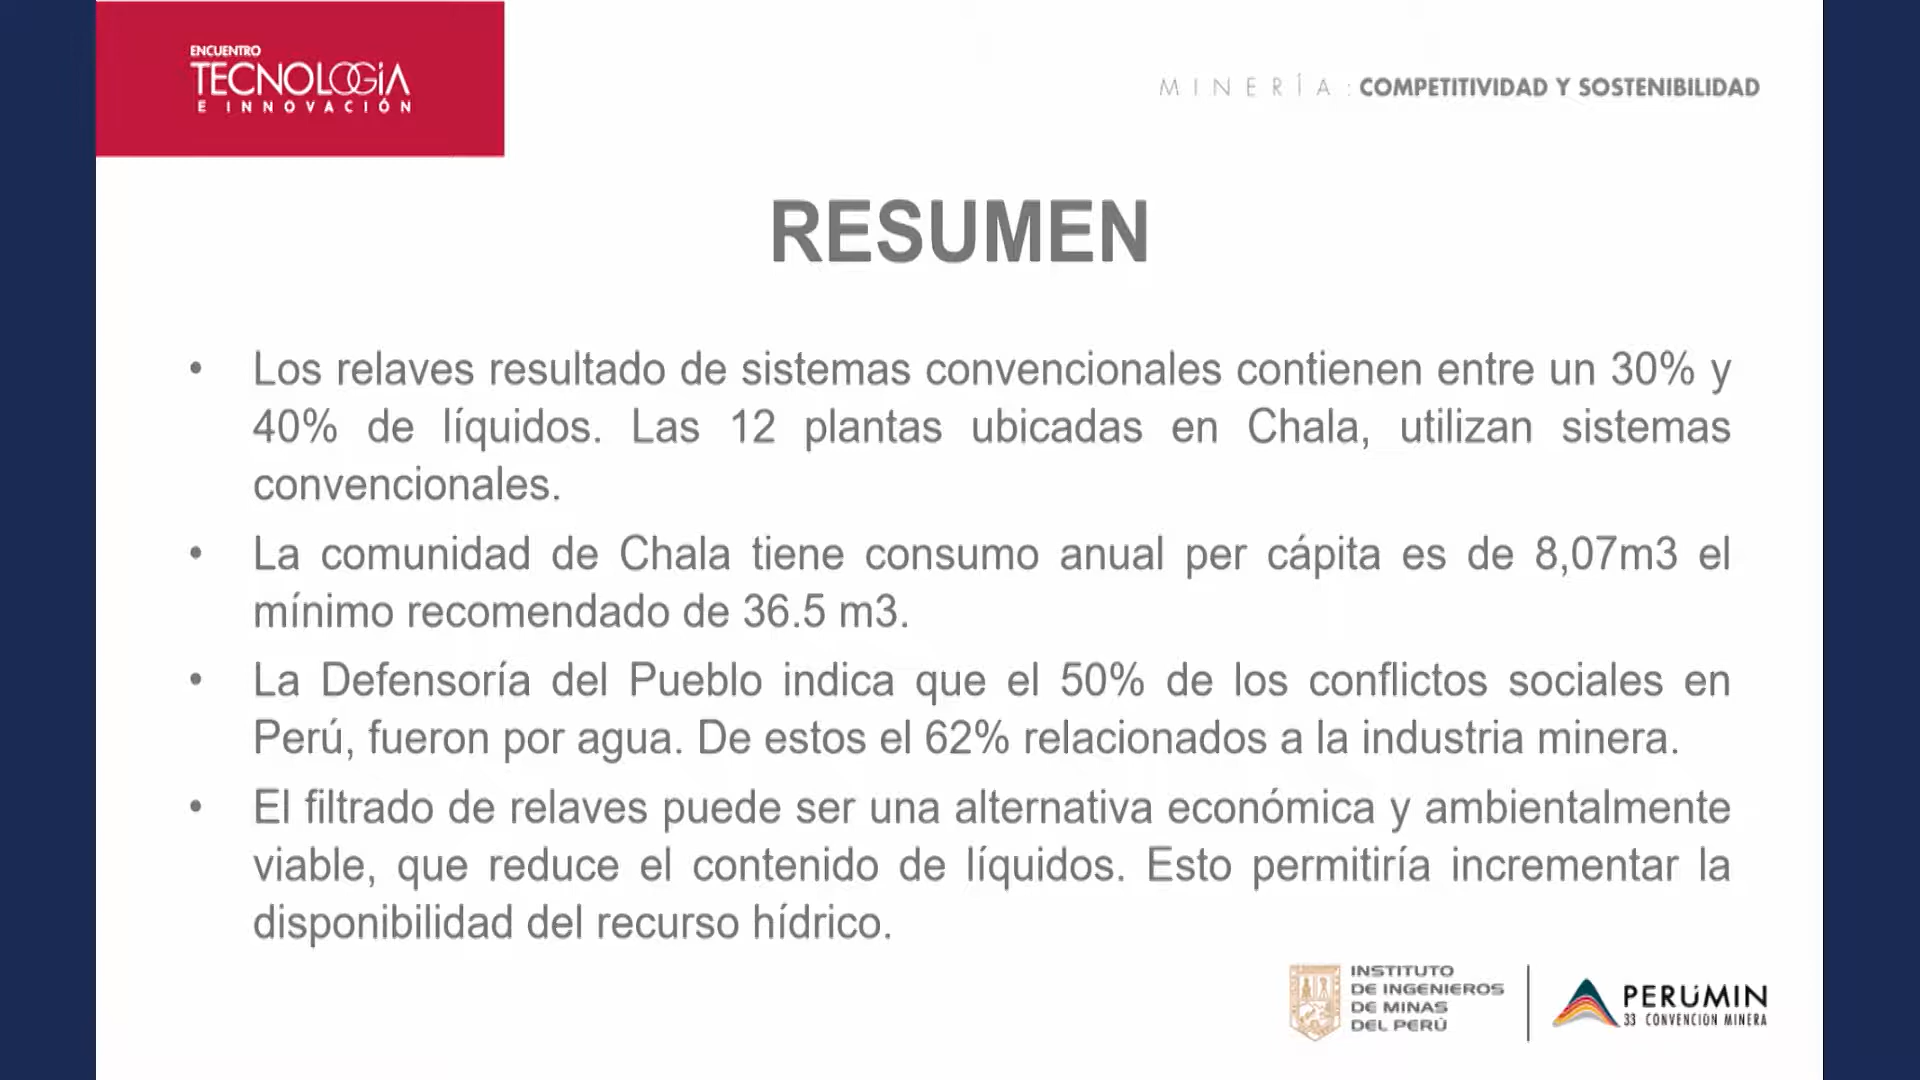 ENCUENTRO
TECNOLOGÍA
E INNOVACIÓN
MINERÍA: COMPETITIVIDAD Y SOSTENIBILIDAD
RESUMEN
• Los relaves resultado de sistemas convencionales contienen entre un 30% y
40% de líquidos. Las 12 plantas ubicadas en Chala, utilizan sistemas
convencionales.
• La comunidad de Chala tiene consumo anual per cápita es de 8,07m3 el
mínimo recomendado de 36.5 m3.
• La Defensoría del Pueblo indica que el 50% de los conflictos sociales en
Perú, fueron por agua. De estos el 62% relacionados a la industria minera.
• El filtrado de relaves puede ser una alternativa económica y ambientalmente
viable, que reduce el contenido de líquidos. Esto permitiría incrementar la
disponibilidad del recurso hídrico.
INSTITUTO
DE INGENIEROS
DE MINAS
DEL PERÚ
PERÚMIN
33 CONVENCIÓN MINERA